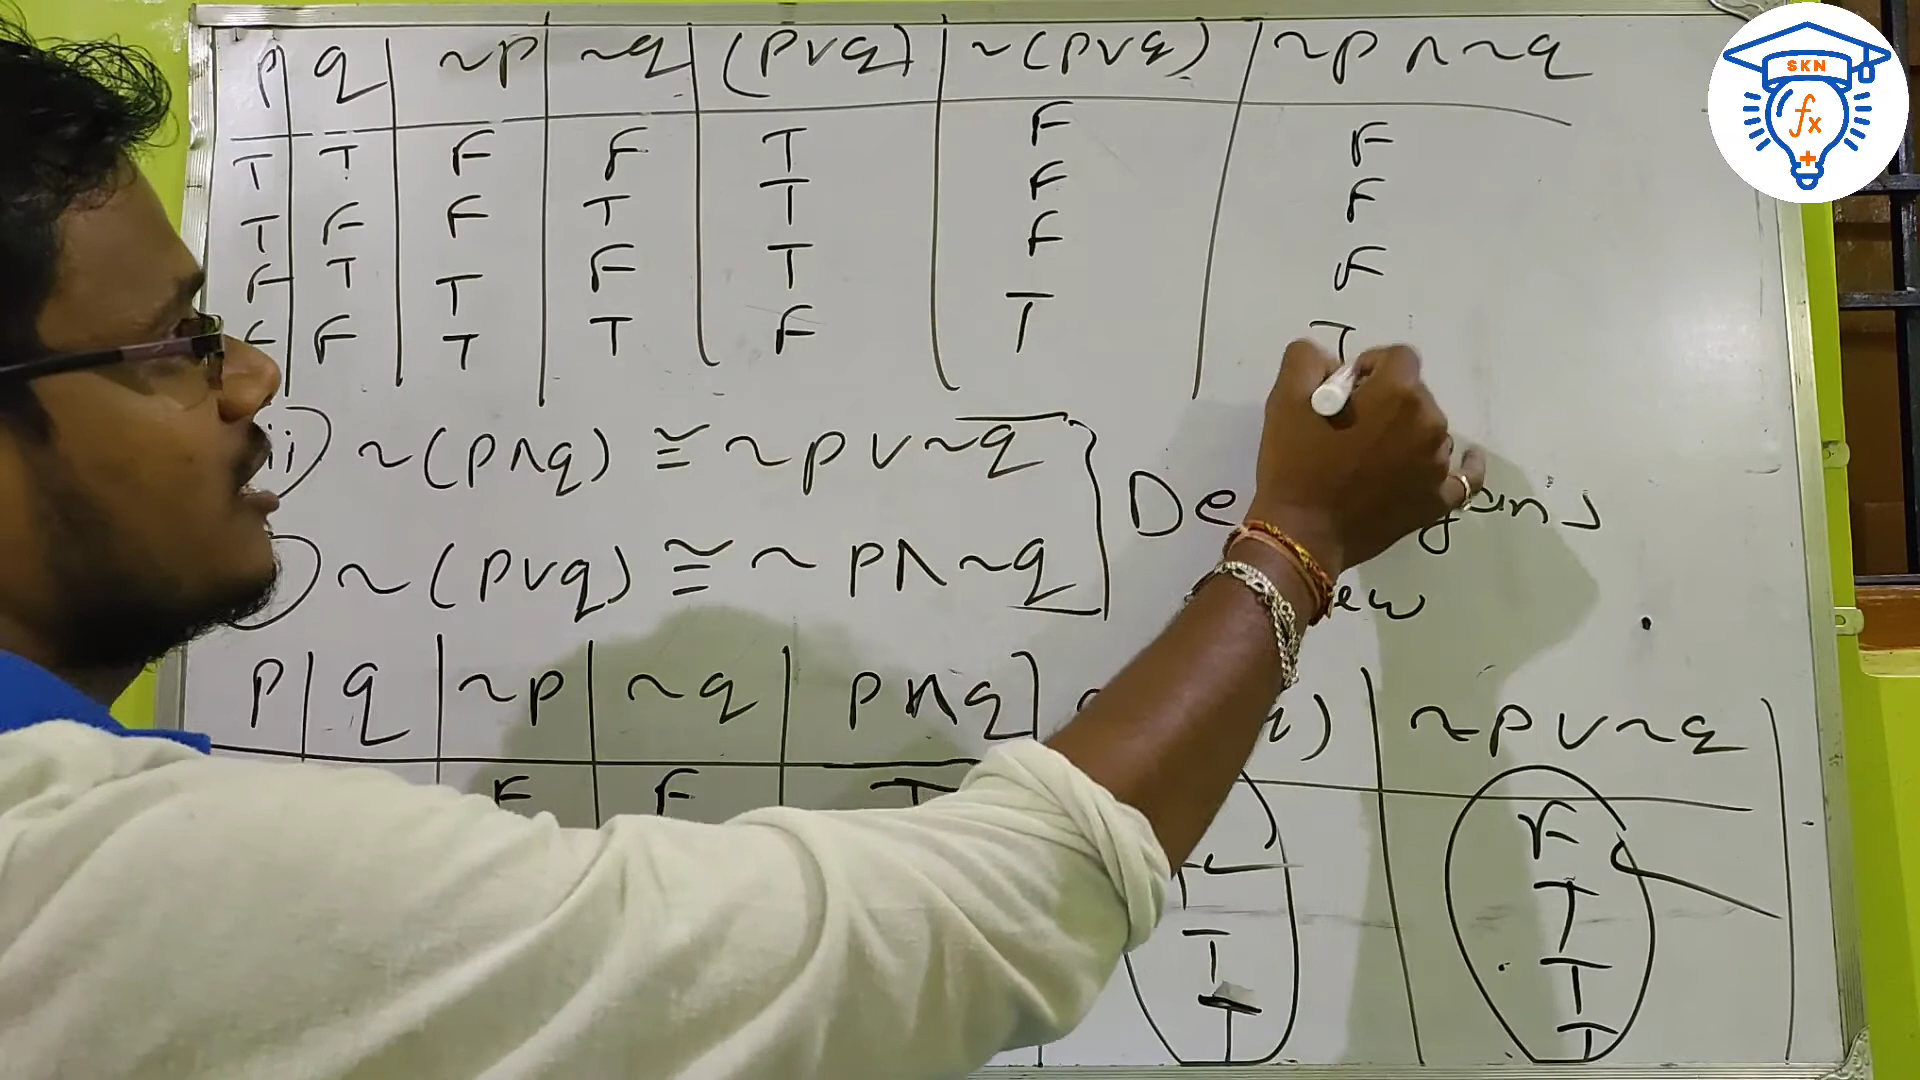 p q ~p ~q (p∨q) ~(p∨q) ~p ∧ ~q
T T F F T F F
T F F T T F F
F T T F T F F
F F T T F T T
ii) ~(p∧q) ≅ ~p ∨ ~q
) ~(p∨q) ≅ ~p ∧ ~q
De
p q ~p ~q p∧q ) ~p ∨ ~q
F F T F
T
T T
T T
SKN
fx
+